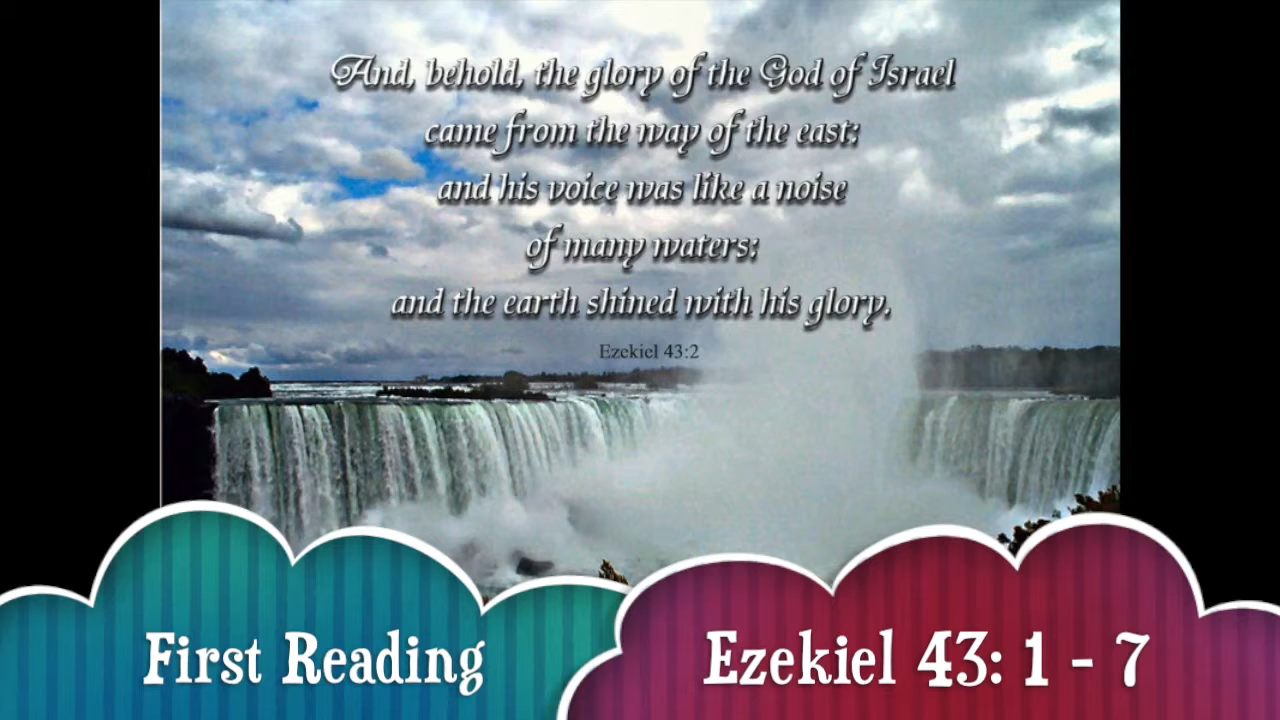 And, behold, the glory of the God of Israel
came from the way of the east:
and his voice was like a noise
of many waters:
and the earth shined with his glory.
Ezekiel 43:2
First Reading
Ezekiel 43: 1 - 7